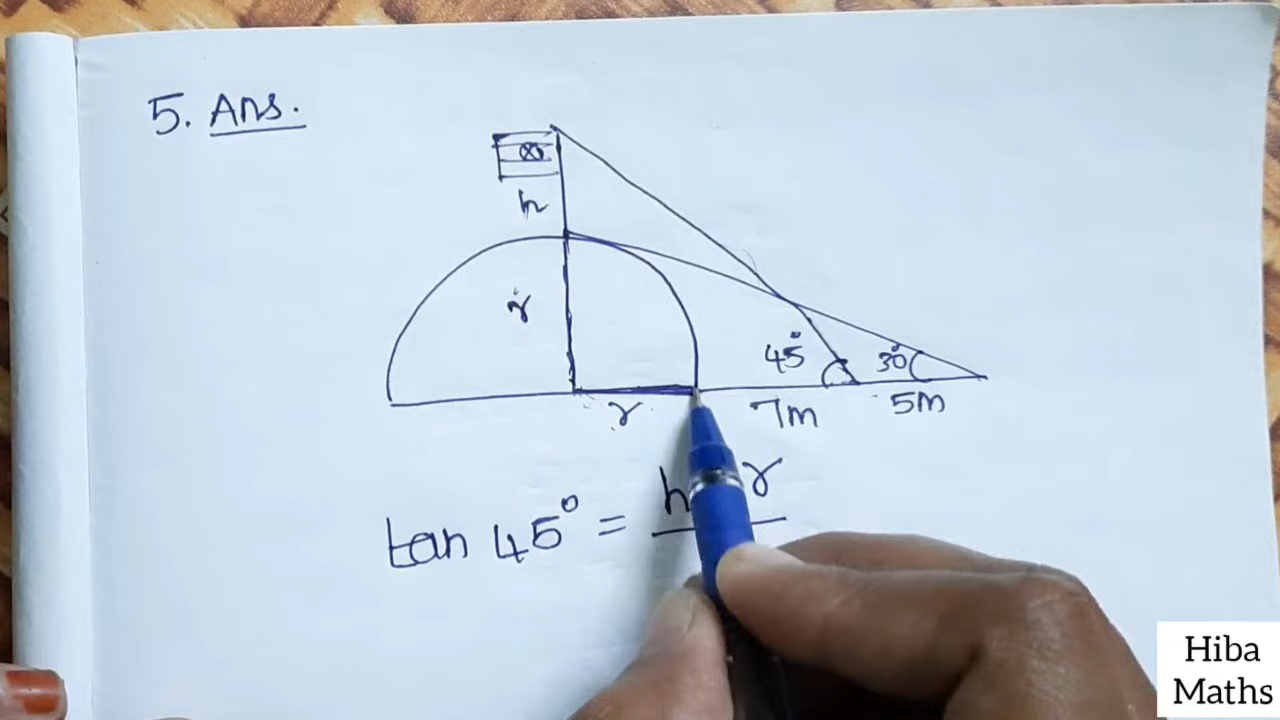 5. Ans.
h
r
45° 30°
r 7m 5m
tan 45° = h r
Hiba
Maths